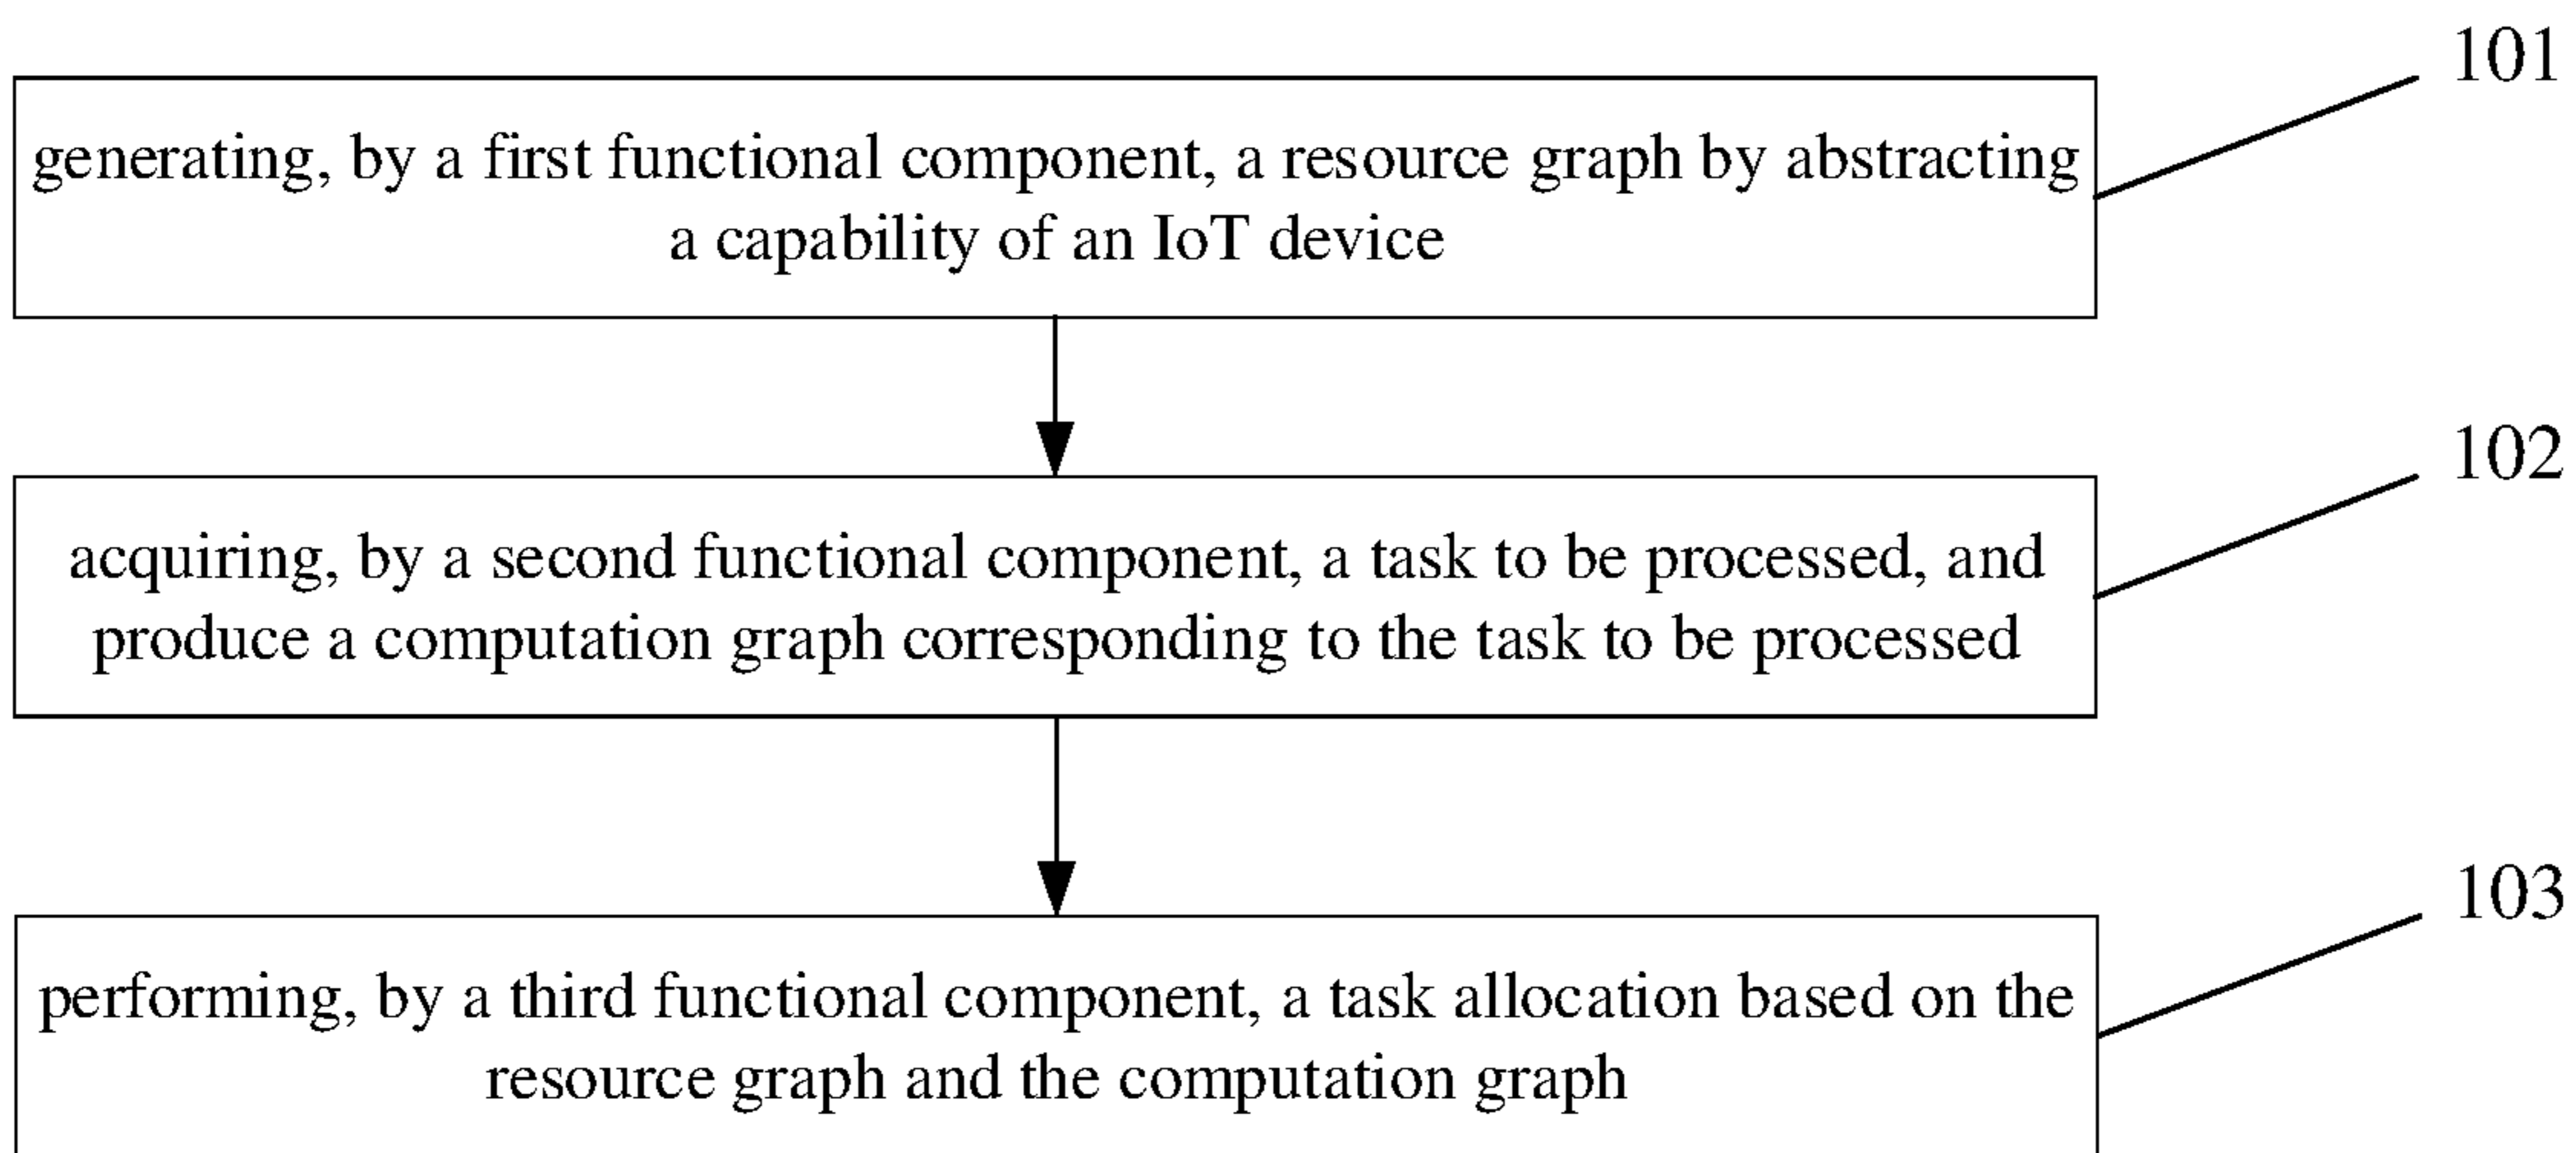 101
generating, by a first functional component, a resource graph by abstracting
a capability of an IoT device
102
acquiring, by a second functional component, a task to be processed, and
produce a computation graph corresponding to the task to be processed
103
performing, by a third functional component, a task allocation based on the
resource graph and the computation graph